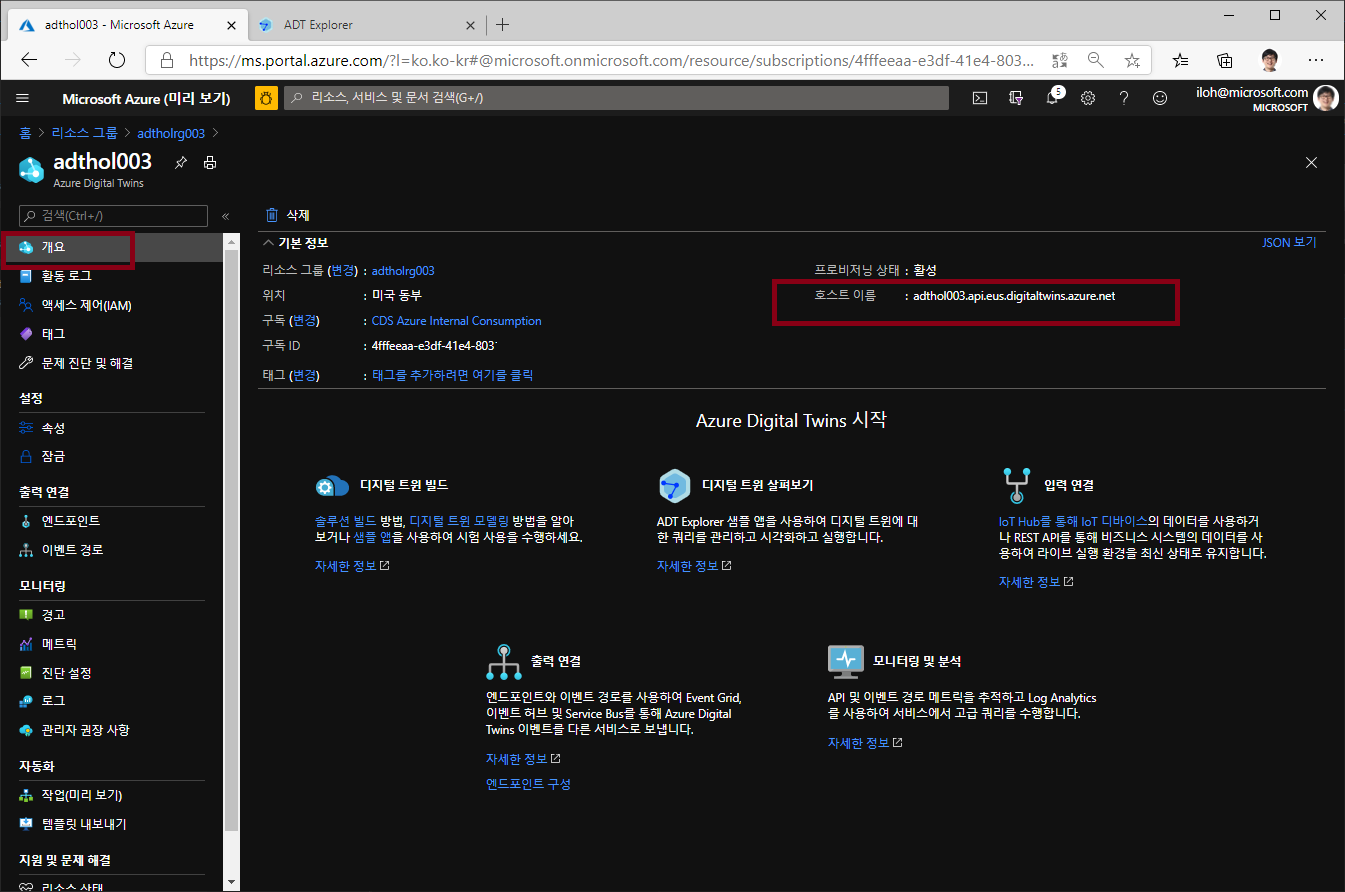 adthol003 - Microsoft Azure
ADT Explorer
https://ms.portal.azure.com/?l=ko.ko-kr#@microsoft.onmicrosoft.com/resource/subscriptions/4fffeeaa-e3df-41e4-803...
Microsoft Azure (미리 보기)
리소스, 서비스 및 문서 검색(G+/)
5
iloh@microsoft.com
MICROSOFT
홈 > 리소스 그룹 > adtholrg003 >
adthol003
Azure Digital Twins
검색(Ctrl+/)
«
삭제
개요
활동 로그
액세스 제어(IAM)
태그
문제 진단 및 해결
설정
속성
잠금
출력 연결
엔드포인트
이벤트 경로
모니터링
경고
메트릭
진단 설정
로그
관리자 권장 사항
자동화
작업(미리 보기)
템플릿 내보내기
지원 및 문제 해결
리소스 상태
기본 정보
JSON 보기
리소스 그룹 (변경) : adtholrg003
위치 : 미국 동부
구독 (변경) : CDS Azure Internal Consumption
구독 ID : 4fffeeaa-e3df-41e4-803
태그 (변경) : 태그를 추가하려면 여기를 클릭
프로비저닝 상태 : 활성
호스트 이름 : adthol003.api.eus.digitaltwins.azure.net
Azure Digital Twins 시작
디지털 트윈 빌드
솔루션 빌드 방법, 디지털 트윈 모델링 방법을 알아
보거나 샘플 앱을 사용하여 시험 사용을 수행하세요.
자세한 정보
디지털 트윈 살펴보기
ADT Explorer 샘플 앱을 사용하여 디지털 트윈에 대
한 쿼리를 관리하고 시각화하고 실행합니다.
자세한 정보
입력 연결
IoT Hub를 통해 IoT 디바이스의 데이터를 사용하거
나 REST API를 통해 비즈니스 시스템의 데이터를 사
용하여 라이브 실행 환경을 최신 상태로 유지합니다.
자세한 정보
출력 연결
엔드포인트와 이벤트 경로를 사용하여 Event Grid,
이벤트 허브 및 Service Bus를 통해 Azure Digital
Twins 이벤트를 다른 서비스로 보냅니다.
자세한 정보
엔드포인트 구성
모니터링 및 분석
API 및 이벤트 경로 메트릭을 추적하고 Log Analytics
를 사용하여 서비스에서 고급 쿼리를 수행합니다.
자세한 정보